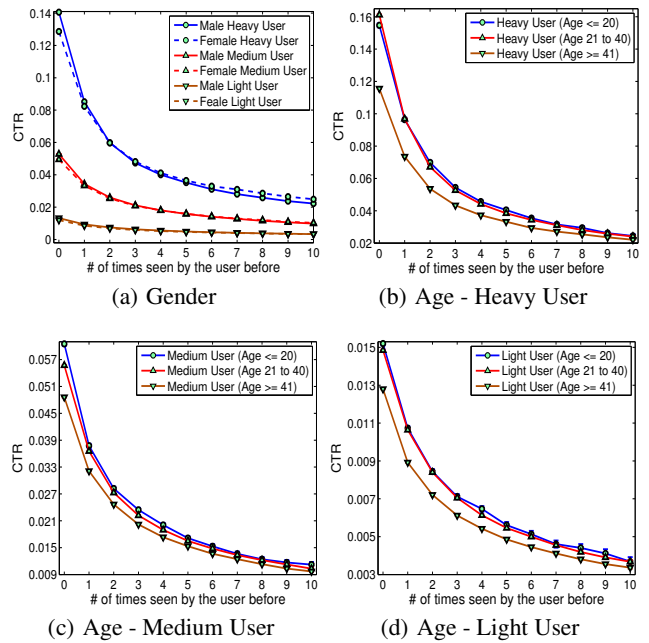 0.14
0.12
0.1
0.08
0.06
0.04
0.02
0
CTR
Male Heavy User
Female Heavy User
Male Medium User
Female Medium User
Male Light User
Feale Light User
0 1 2 3 4 5 6 7 8 9 10
# of times seen by the user before
(a) Gender
0.16
0.14
0.12
0.1
0.08
0.06
0.04
0.02
CTR
Heavy User (Age <= 20)
Heavy User (Age 21 to 40)
Heavy User (Age >= 41)
0 1 2 3 4 5 6 7 8 9 10
# of times seen by the user before
(b) Age - Heavy User
0.057
0.051
0.045
0.039
0.033
0.027
0.021
0.015
0.009
CTR
Medium User (Age <= 20)
Medium User (Age 21 to 40)
Medium User (Age >= 41)
0 1 2 3 4 5 6 7 8 9 10
# of times seen by the user before
(c) Age - Medium User
0.015
0.013
0.011
0.009
0.007
0.005
0.003
CTR
Light User (Age <= 20)
Light User (Age 21 to 40)
Light User (Age >= 41)
0 1 2 3 4 5 6 7 8 9 10
# of times seen by the user before
(d) Age - Light User